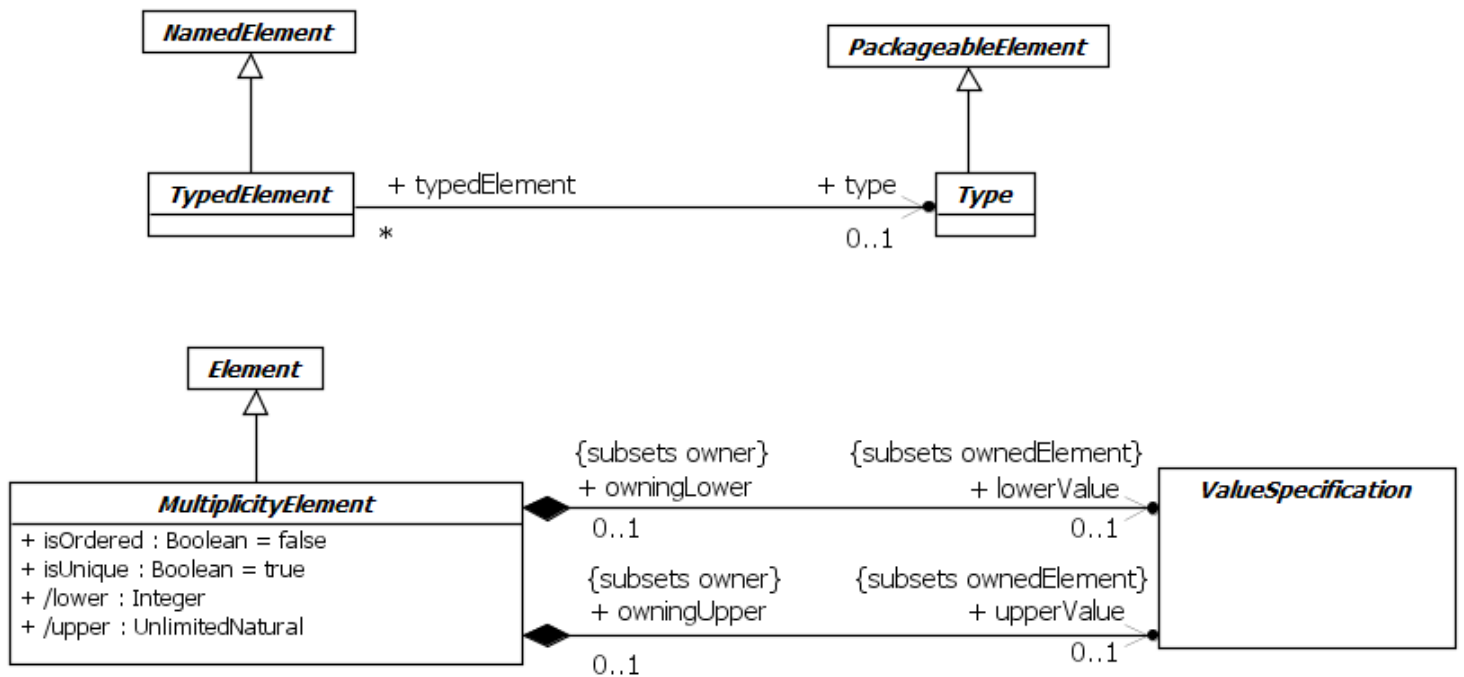 NamedElement
PackageableElement
TypedElement
+ typedElement
*
+ type
0..1
Type
Element
MultiplicityElement
+ isOrdered : Boolean = false
+ isUnique : Boolean = true
+ /lower : Integer
+ /upper : UnlimitedNatural
{subsets owner}
+ owningLower
0..1
{subsets ownedElement}
+ lowerValue
0..1
{subsets owner}
+ owningUpper
0..1
{subsets ownedElement}
+ upperValue
0..1
ValueSpecification